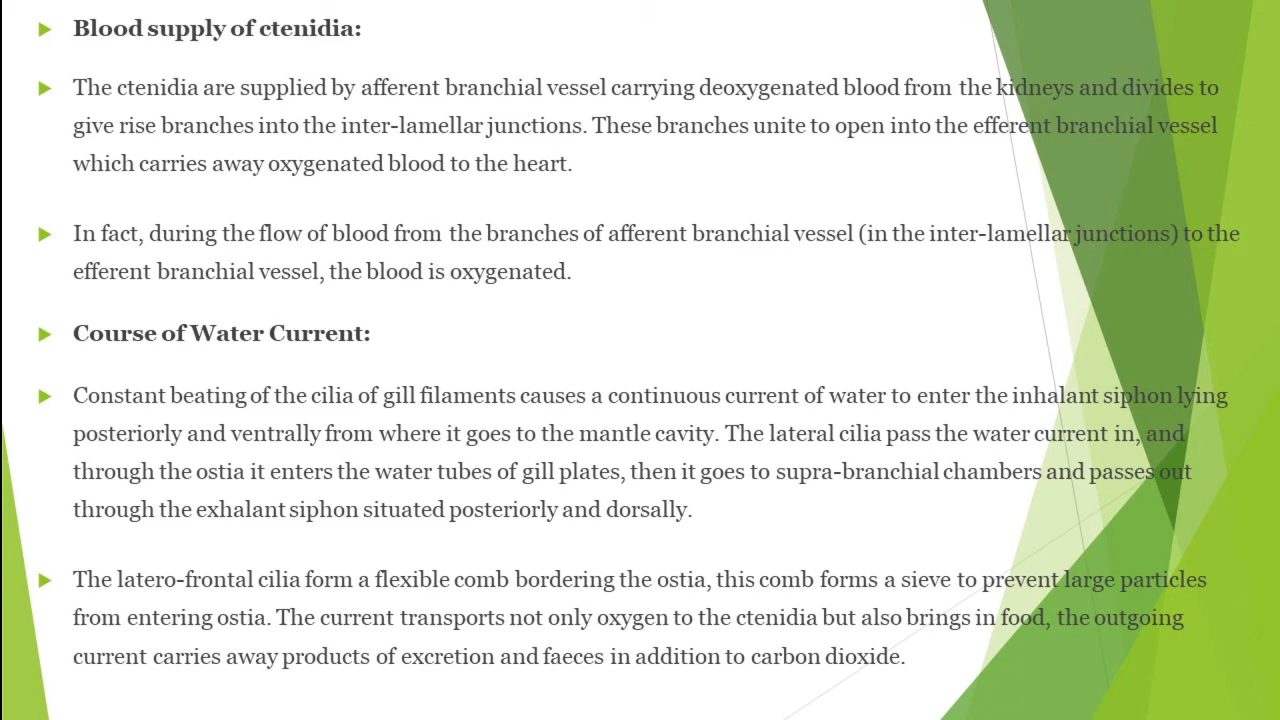 Blood supply of ctenidia:
The ctenidia are supplied by afferent branchial vessel carrying deoxygenated blood from the kidneys and divides to
give rise branches into the inter-lamellar junctions. These branches unite to open into the efferent branchial vessel
which carries away oxygenated blood to the heart.
In fact, during the flow of blood from the branches of afferent branchial vessel (in the inter-lamellar junctions) to the
efferent branchial vessel, the blood is oxygenated.
Course of Water Current:
Constant beating of the cilia of gill filaments causes a continuous current of water to enter the inhalant siphon lying
posteriorly and ventrally from where it goes to the mantle cavity. The lateral cilia pass the water current in, and
through the ostia it enters the water tubes of gill plates, then it goes to supra-branchial chambers and passes out
through the exhalant siphon situated posteriorly and dorsally.
The latero-frontal cilia form a flexible comb bordering the ostia, this comb forms a sieve to prevent large particles
from entering ostia. The current transports not only oxygen to the ctenidia but also brings in food, the outgoing
current carries away products of excretion and faeces in addition to carbon dioxide.